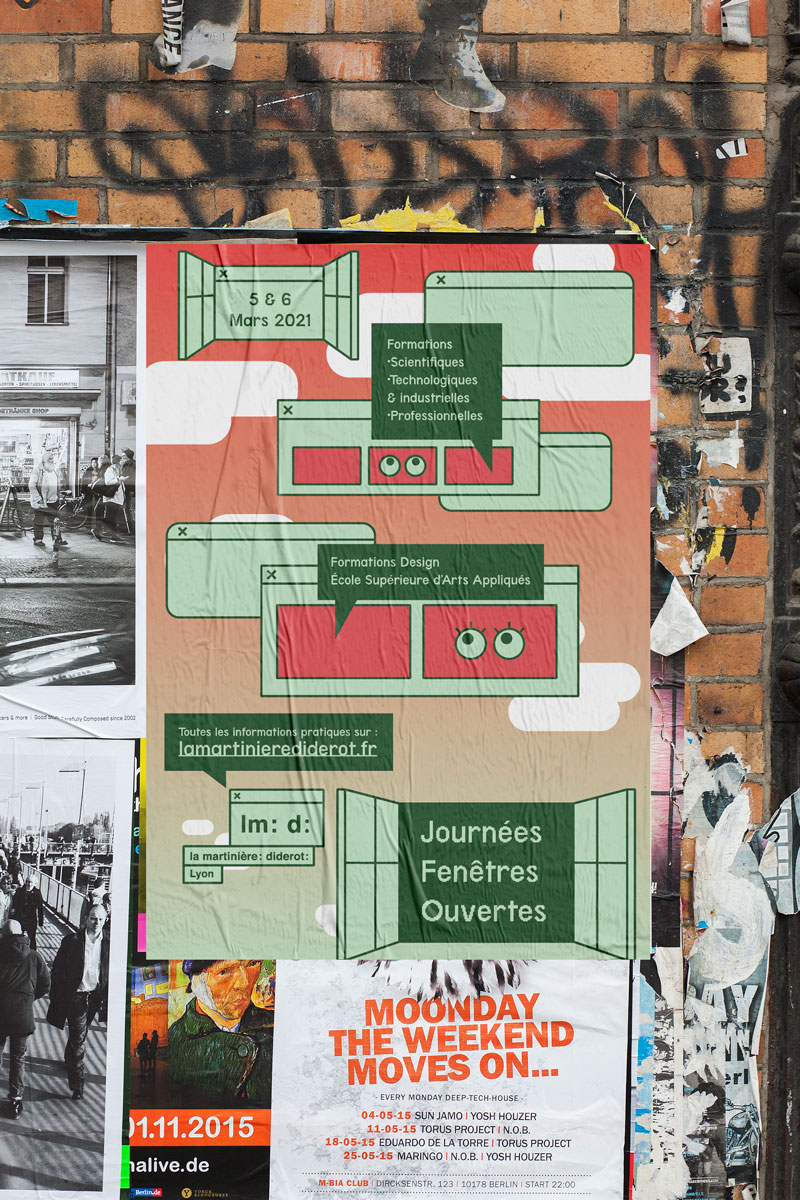 ANCE
5 & 6
Mars 2021
Formations
•Scientifiques
•Technologiques
& industrielles
•Professionnelles
GETRÄNKE SHOP
Formations Design
École Supérieure d'Arts Appliqués
Good Stuff Carefully Composed since 2002
Toutes les informations pratiques sur :
lamartinierediderot.fr
lm: d:
la martinière: diderot:
Lyon
Journées
Fenêtres
Ouvertes
MOONDAY
THE WEEKEND
MOVES ON...
- EVERY MONDAY DEEP-TECH-HOUSE -
04-05-15 SUN JAMO | YOSH HOUZER
11-05-15 TORUS PROJECT | N.O.B.
18-05-15 EDUARDO DE LA TORRE | TORUS PROJECT
25-05-15 MARINGO | N.O.B. | YOSH HOUZER
M-BIA CLUB | DIRCKSENSTR. 123 | 10178 BERLIN | START 22:00
01.11.2015
nalive.de
Berlin.de